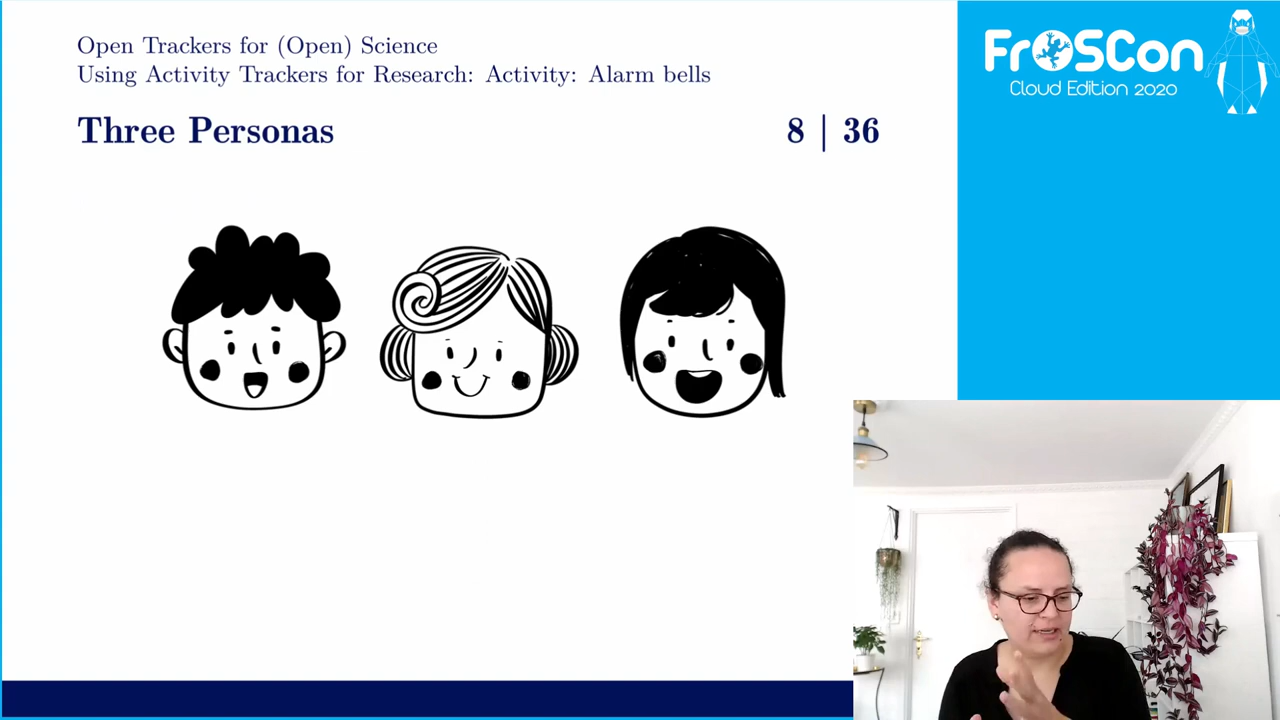 Open Trackers for (Open) Science
Using Activity Trackers for Research: Activity: Alarm bells
Three Personas
8 | 36
FrOSCon
Cloud Edition 2020